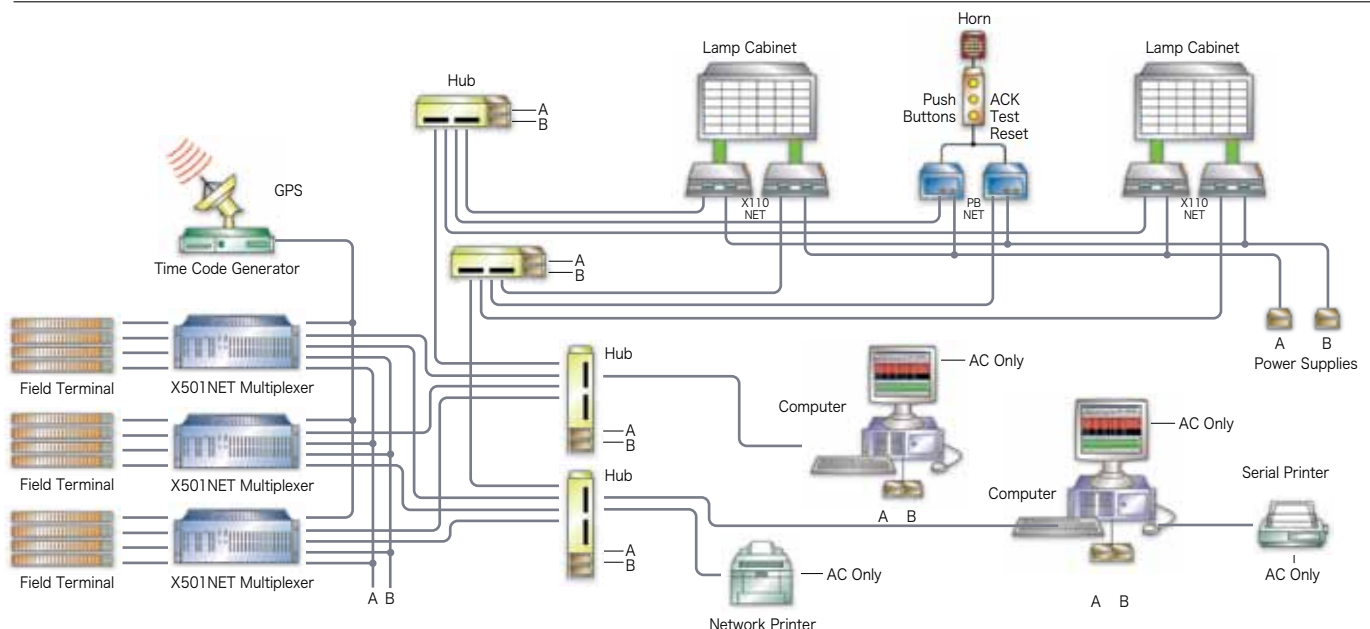 Horn
Lamp Cabinet
Lamp Cabinet
Hub
A
B
Push
Buttons
ACK
Test
Reset
GPS
X110
NET
PB
NET
X110
NET
Time Code Generator
A
B
A
B
Power Supplies
Field Terminal
X501NET Multiplexer
Hub
AC Only
Computer
A
B
AC Only
Field Terminal
X501NET Multiplexer
Hub
Serial Printer
Computer
A B
A
B
AC Only
AC Only
Field Terminal
X501NET Multiplexer
A B
A B
Network Printer